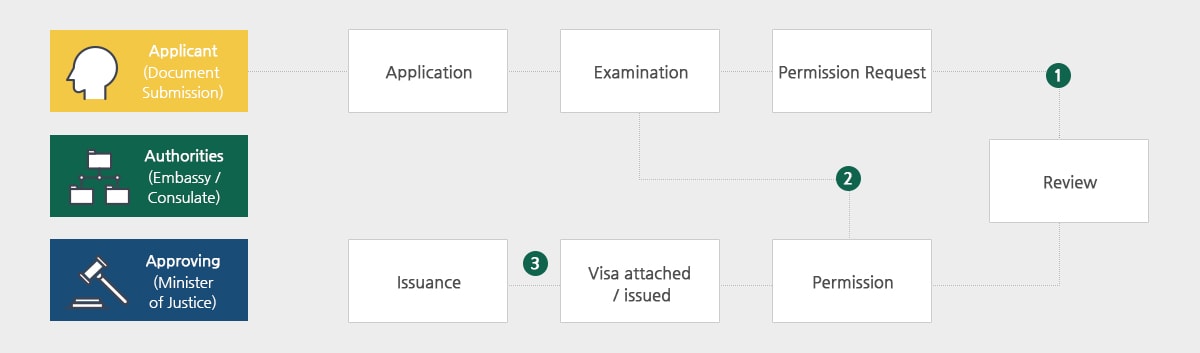 Applicant
(Document
Submission)
Application
Examination
Permission Request
1
Authorities
(Embassy /
Consulate)
2
Review
Approving
(Minister
of Justice)
Issuance
3
Visa attached
/ issued
Permission